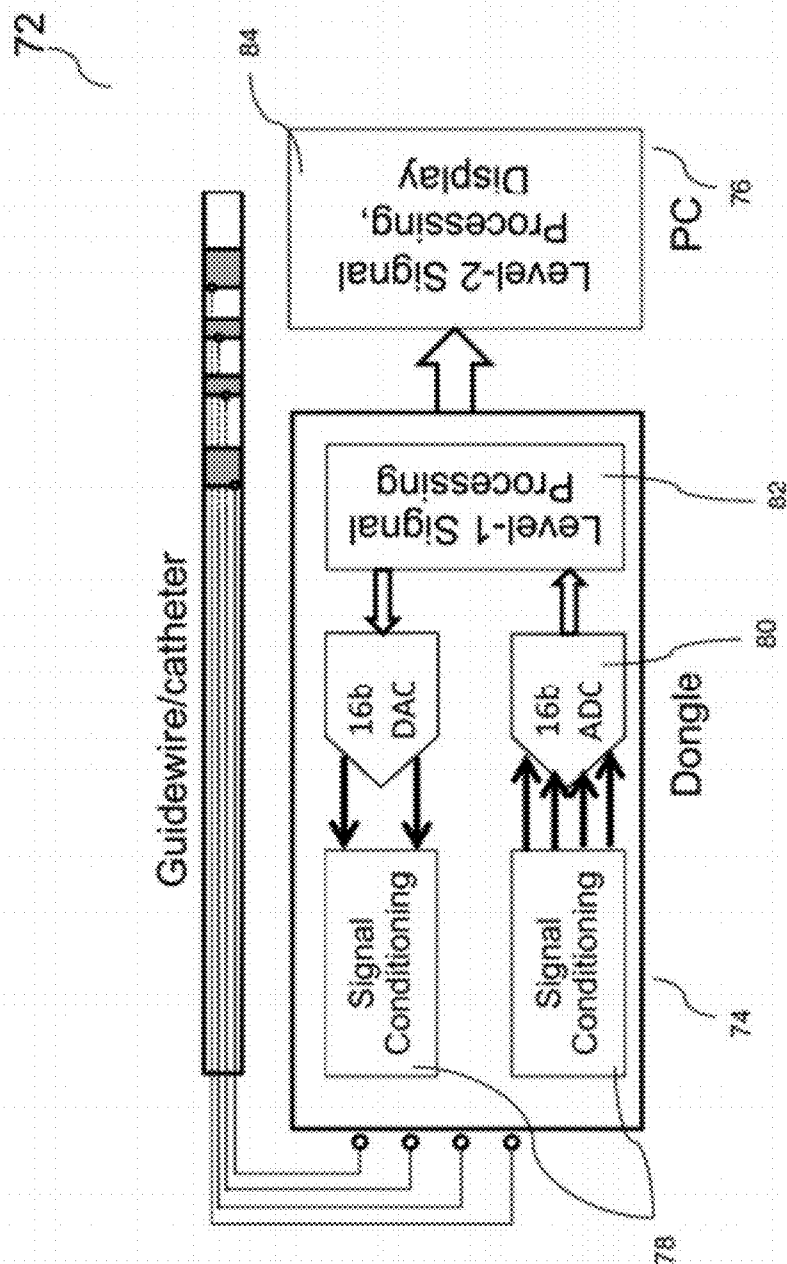 72
Guidewire/catheter
84
Level-2 Signal
Processing,
Display
PC
76
Level-1 Signal
Processing
82
16b
DAC
16b
ADC
80
Signal
Conditioning
Signal
Conditioning
Dongle
74
78